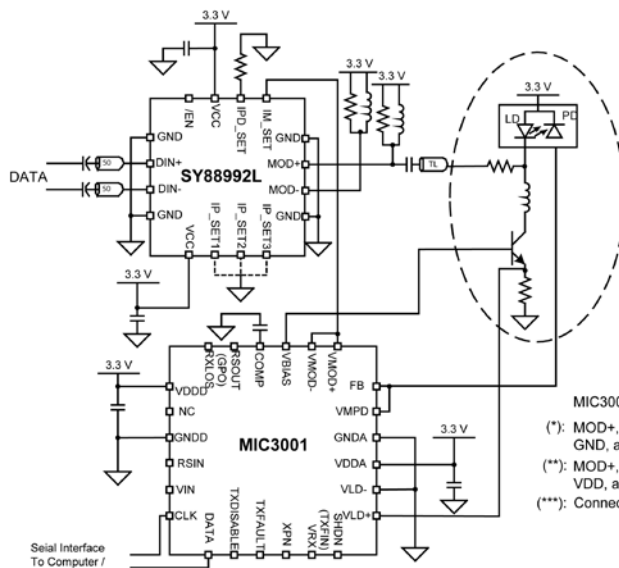 3.3 V
3.3 V
3.3 V
3.3 V
/EN
VCC
IPD_SET
IM_SET
LD
PD
GND
GND
DATA
50
DIN+
SY88992L
MOD+
TL
50
DIN-
MOD-
GND
GND
VCC
IP_SET1
IP_SET2
IP_SET3
3.3 V
3.3 V
RXLOS
RSOUT
(GPO)
COMP
VBIAS
VMOD-
VMOD+
VDDD
FB
NC
VMPD
GNDD
MIC3001
GNDA
3.3 V
RSIN
VDDA
VIN
VLD-
CLK
VLD+
DATA
TXDISABLE
TXFAULT
XPN
VRX
SHDN
(TXFIN)
Seial Interface
To Computer /
MIC300
(*): MOD+,
GND, a
(**): MOD+,
VDD, a
(***): Connec